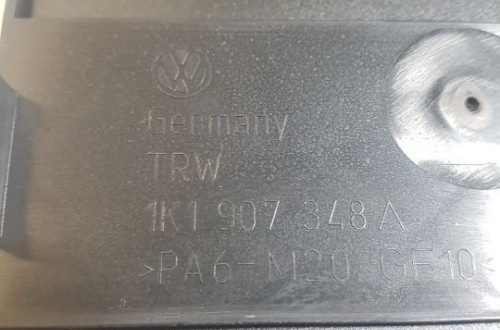 Germany
TRW
1K1 907 348 A
>PA6-M20 GF10<